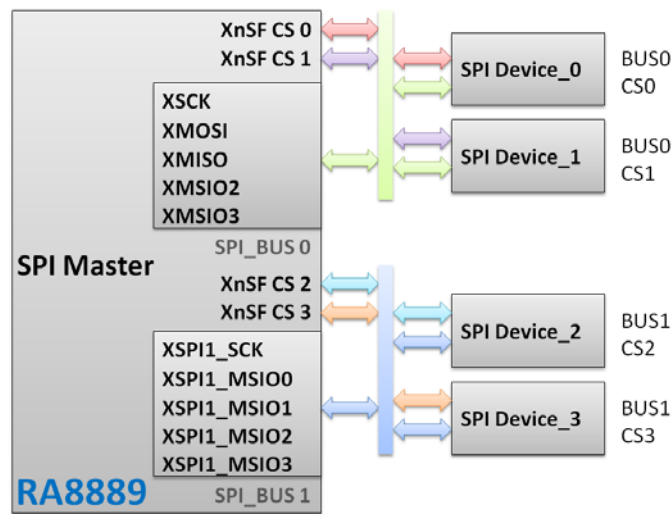 XnSF CS 0
XnSF CS 1
XSCK
XMOSI
XMISO
XMSIO2
XMSIO3
SPI_BUS 0
SPI Master
XnSF CS 2
XnSF CS 3
XSPI1_SCK
XSPI1_MSIO0
XSPI1_MSIO1
XSPI1_MSIO2
XSPI1_MSIO3
SPI_BUS 1
RA8889
SPI Device_0
BUS0
CS0
SPI Device_1
BUS0
CS1
SPI Device_2
BUS1
CS2
SPI Device_3
BUS1
CS3